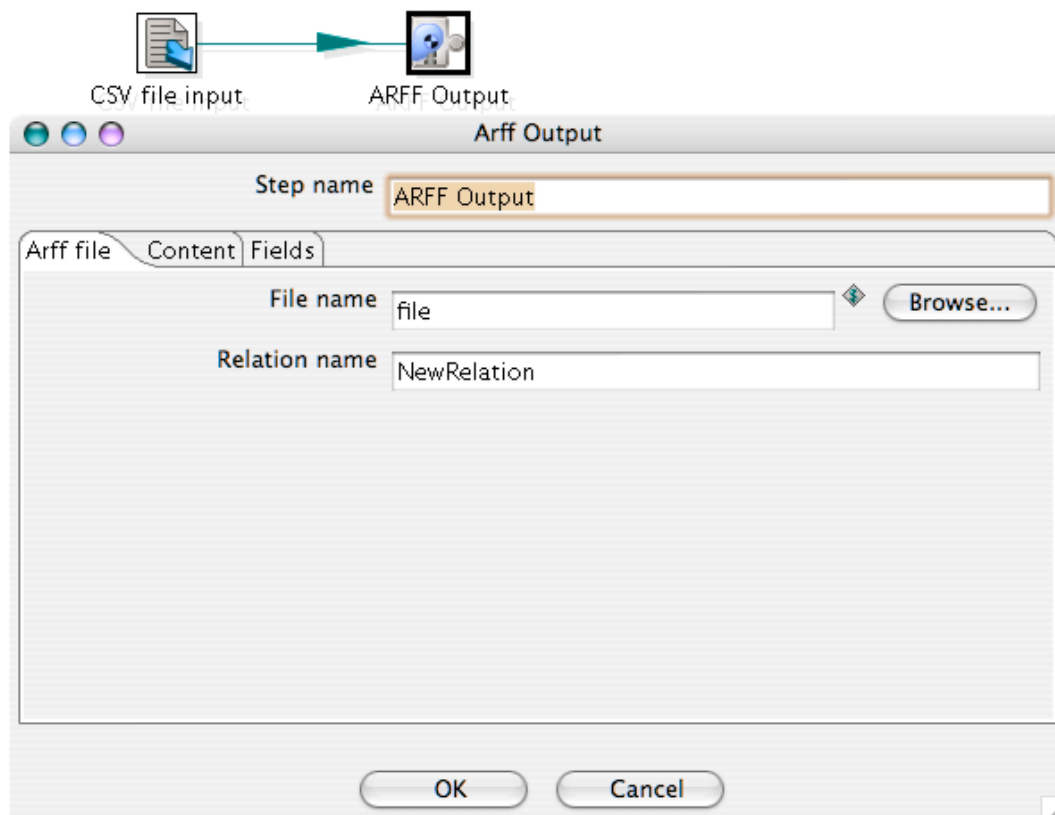 CSV file input
ARFF Output
Arff Output
Step name
ARFF Output
Arff file
Content
Fields
File name
file
Browse...
Relation name
NewRelation
OK
Cancel